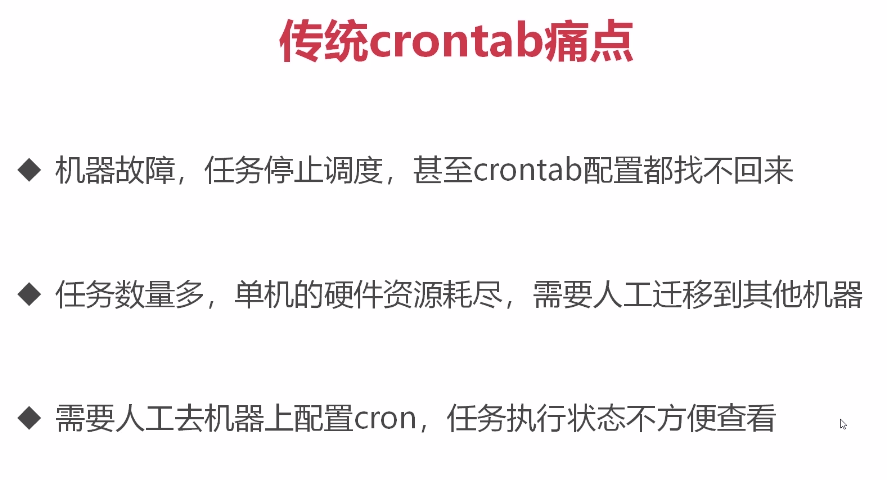 传统crontab痛点
◆ 机器故障，任务停止调度，甚至crontab配置都找不回来
◆ 任务数量多，单机的硬件资源耗尽，需要人工迁移到其他机器
◆ 需要人工去机器上配置cron，任务执行状态不方便查看